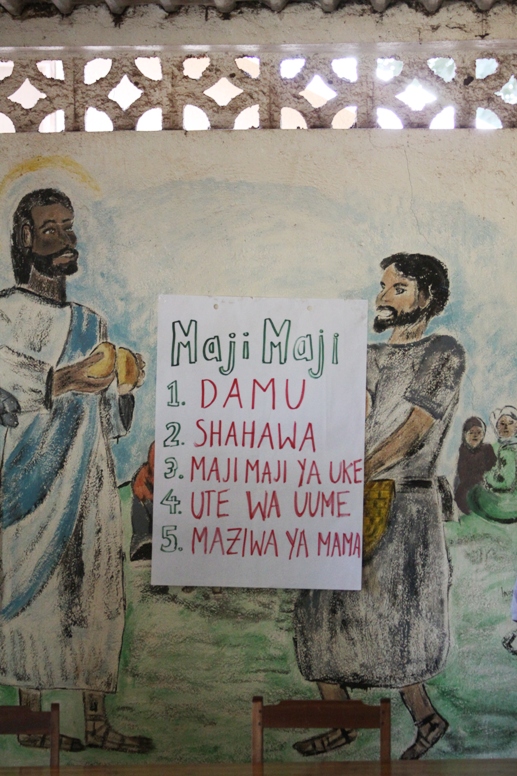 Maji Maji
1. DAMU
2. SHAHAWA
3. MAJI MAJI YA UKE
4. UTE WA UUME
5. MAZIWA YA MAMA